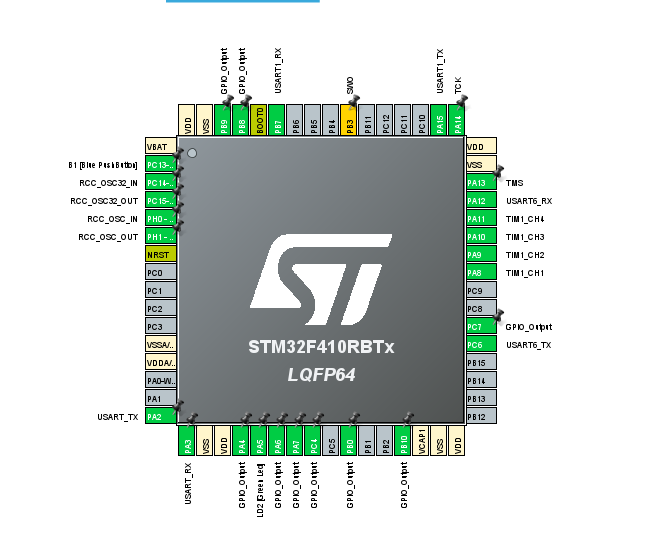 GPIO_Output
GPIO_Output
USART1_RX
SWO
USART1_TX
TCK
VDD
VSS
PB9
PB8
BOOT0
PB7
PB6
PB5
PB4
PB3
PB11
PC12
PC11
PC10
PA15
PA14
VBAT
VDD
B1 [Blue PushButton]
PC13-..
VSS
RCC_OSC32_IN
PC14-..
PA13
TMS
RCC_OSC32_OUT
PC15-..
PA12
USART6_RX
RCC_OSC_IN
PH0 - ..
PA11
TIM1_CH4
RCC_OSC_OUT
PH1 - ..
PA10
TIM1_CH3
NRST
PA9
TIM1_CH2
PC0
PA8
TIM1_CH1
PC1
PC9
PC2
PC8
PC3
PC7
GPIO_Output
VSSA/..
PC6
USART6_TX
STM32F410RBTx
VDDA/..
PB15
LQFP64
PA0-W..
PB14
PA1
PB13
USART_TX
PA2
PB12
PA3
VSS
VDD
PA4
PA5
PA6
PA7
PC4
PC5
PB0
PB1
PB2
PB10
VCAP1
VSS
VDD
USART_RX
GPIO_Output
LD2 [Green Led]
GPIO_Output
GPIO_Output
GPIO_Output
GPIO_Output
GPIO_Output